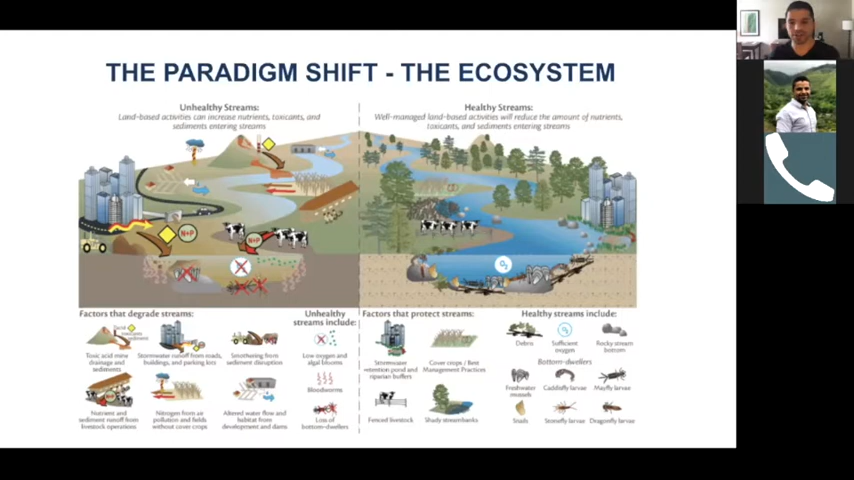 THE PARADIGM SHIFT - THE ECOSYSTEM
Unhealthy Streams:
Land-based activities can increase nutrients, toxicants, and
sediments entering streams
Healthy Streams:
Well-managed land-based activities will reduce the amount of nutrients,
toxicants, and sediments entering streams
N+P
N+P
O2
Factors that degrade streams:
Unhealthy
streams include:
Factors that protect streams:
Healthy streams include:
Toxic acid mine
drainage and
sediments
Stormwater runoff from roads,
buildings, and parking lots
Smothering from
sediment disruption
Low oxygen and
algal blooms
Bloodworms
Nutrient and
sediment runoff from
livestock operations
Nitrogen from air
pollution and fields
without cover crops
Altered water flow and
habitat from
development and dams
Loss of
bottom-dwellers
Stormwater
retention pond and
riparian buffers
Cover crops / Best
Management Practices
Fenced livestock
Shady streambanks
Debris
O2
Sufficient
oxygen
Rocky stream
bottom
Bottom-dwellers
Freshwater
mussels
Caddisfly larvae
Mayfly larvae
Snails
Stonefly larvae
Dragonfly larvae